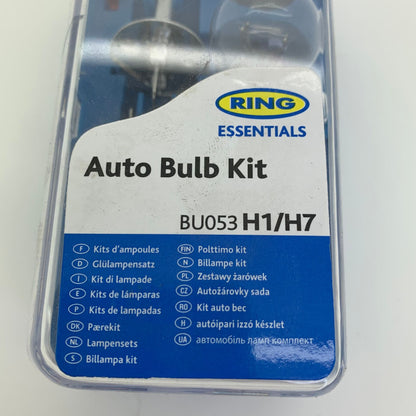 RING
ESSENTIALS
Auto Bulb Kit
BU053 H1/H7
F Kits d'ampoules
D Glülampensatz
I Kit di lampade
E Kits de lámparas
P Kits de lampadas
DK Pærekit
NL Lampensets
S Billampa kit
FIN Polttimo kit
N Billampe kit
PL Zestawy żarówek
CZ Autožárovky sada
RO Kit auto bec
H autóipari izzó készlet
UA автомобіль ламп комплект